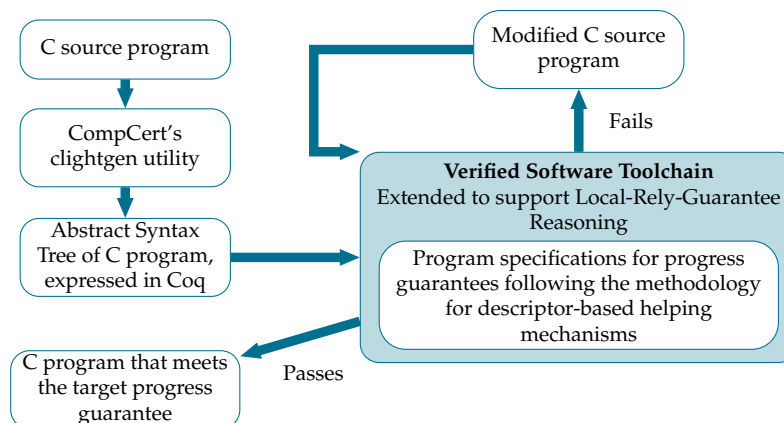 C source program
CompCert's
clightgen utility
Abstract Syntax
Tree of C program,
expressed in Coq
Modified C source
program
Fails
Verified Software Toolchain
Extended to support Local-Rely-Guarantee
Reasoning
Program specifications for progress
guarantees following the methodology
for descriptor-based helping
mechanisms
Passes
C program that meets
the target progress
guarantee